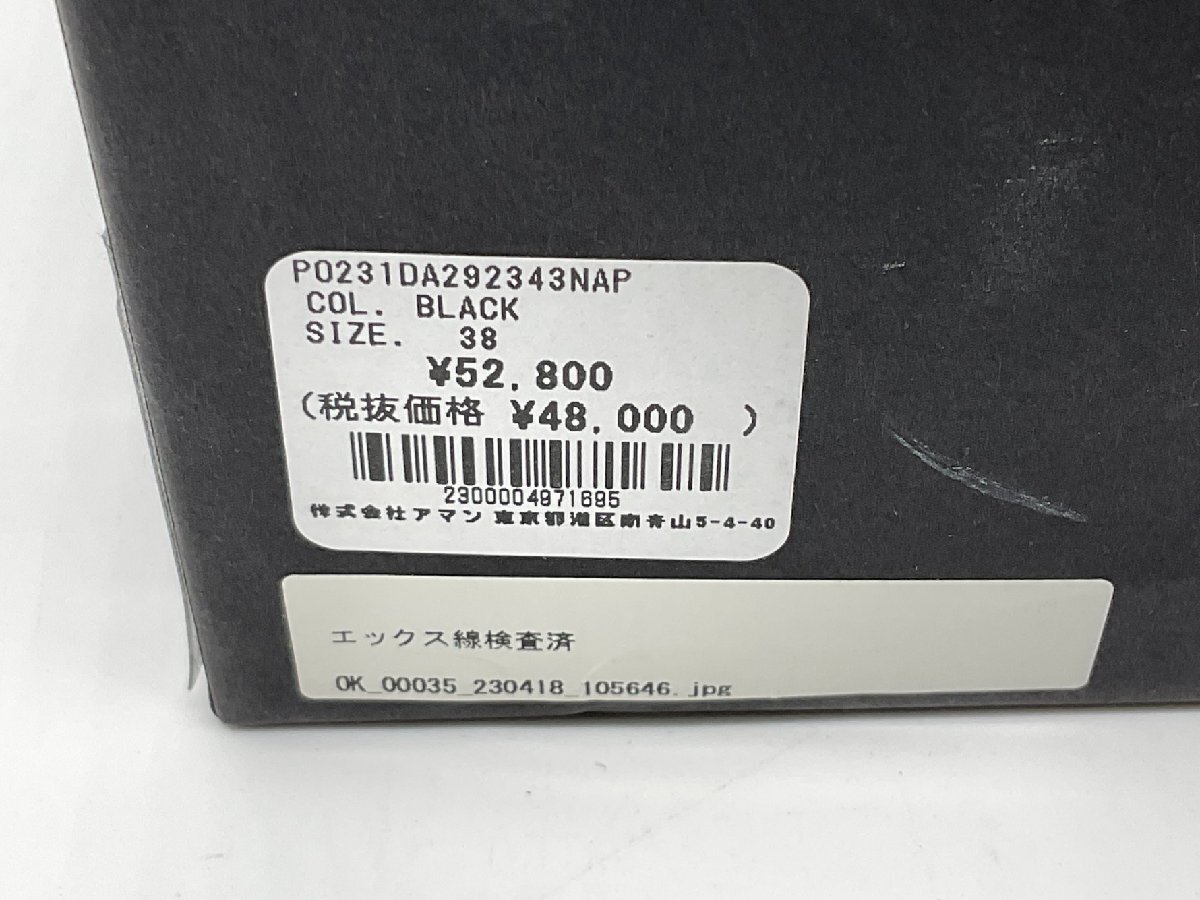 PO231DA292343NAP
COL. BLACK
SIZE. 38
¥52,800
(税抜価格 ¥48,000 )
2300004971695
株式会社アマン 東京都港区南青山5-4-40
エックス線検査済
OK_00035_230418_105646.jpg